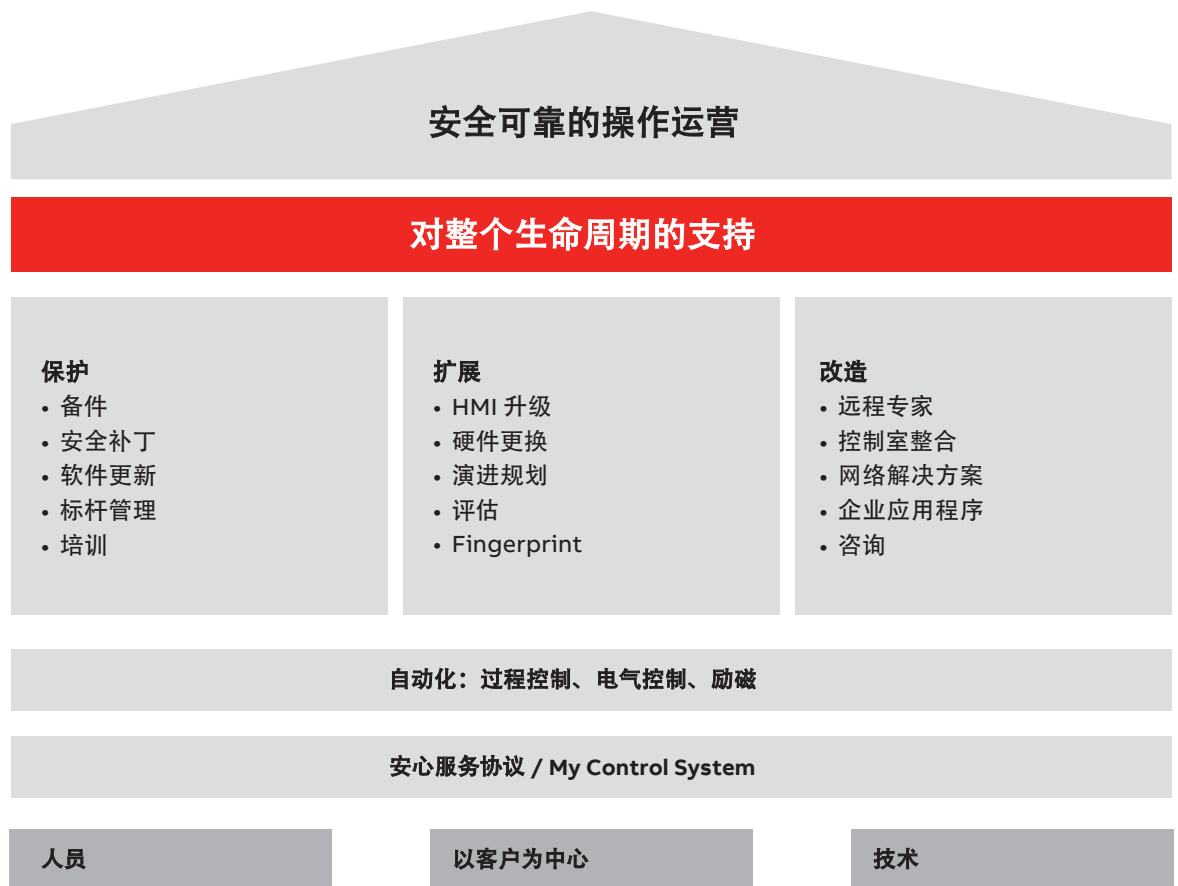 安全可靠的操作运营
对整个生命周期的支持
保护
• 备件
• 安全补丁
• 软件更新
• 标杆管理
• 培训
扩展
• HMI 升级
• 硬件更换
• 演进规划
• 评估
• Fingerprint
改造
• 远程专家
• 控制室整合
• 网络解决方案
• 企业应用程序
• 咨询
自动化：过程控制、电气控制、励磁
安心服务协议 / My Control System
人员
以客户为中心
技术